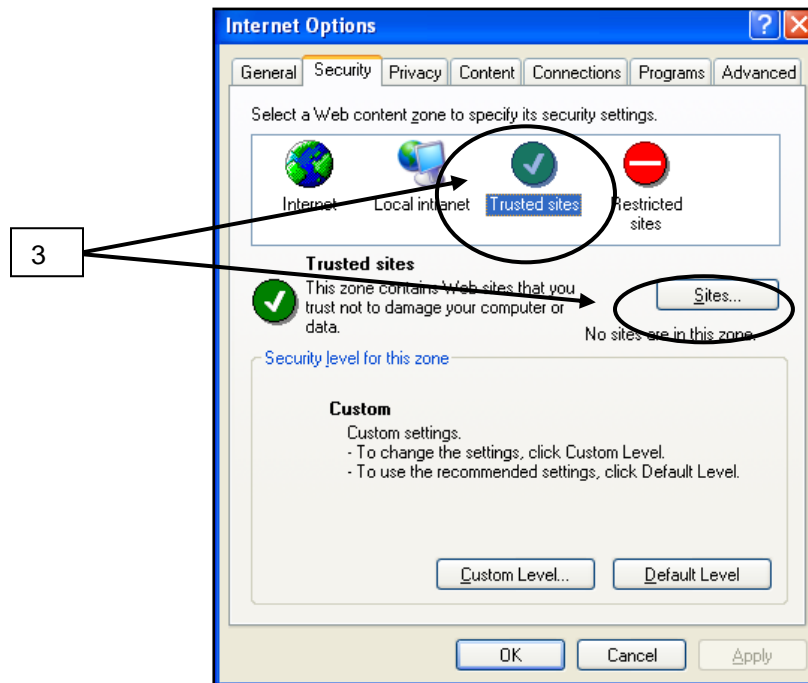 Internet Options
General Security Privacy Content Connections Programs Advanced
Select a Web content zone to specify its security settings.
Internet Local intranet Trusted sites Restricted
sites
3
Trusted sites
This zone contains Web sites that you
trust not to damage your computer or
data.
Sites...
No sites are in this zone.
Security level for this zone
Custom
Custom settings.
- To change the settings, click Custom Level.
- To use the recommended settings, click Default Level.
Custom Level... Default Level
OK Cancel Apply